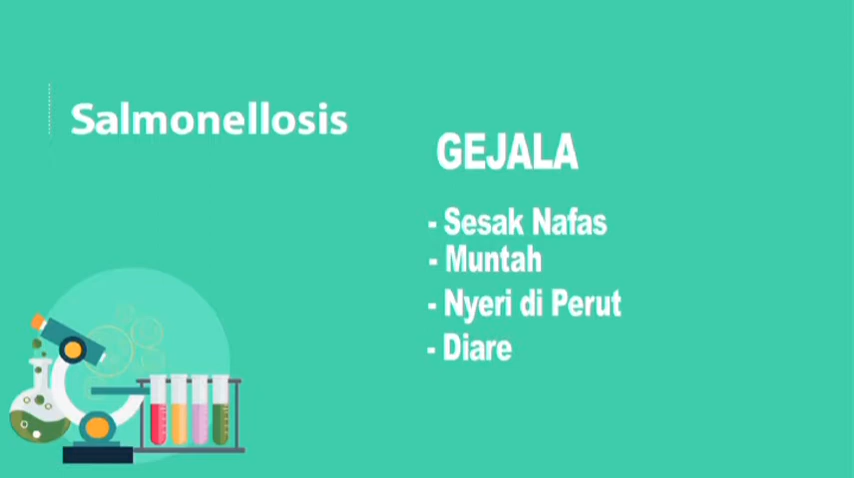 Salmonellosis
GEJALA
- Sesak Nafas
- Muntah
- Nyeri di Perut
- Diare